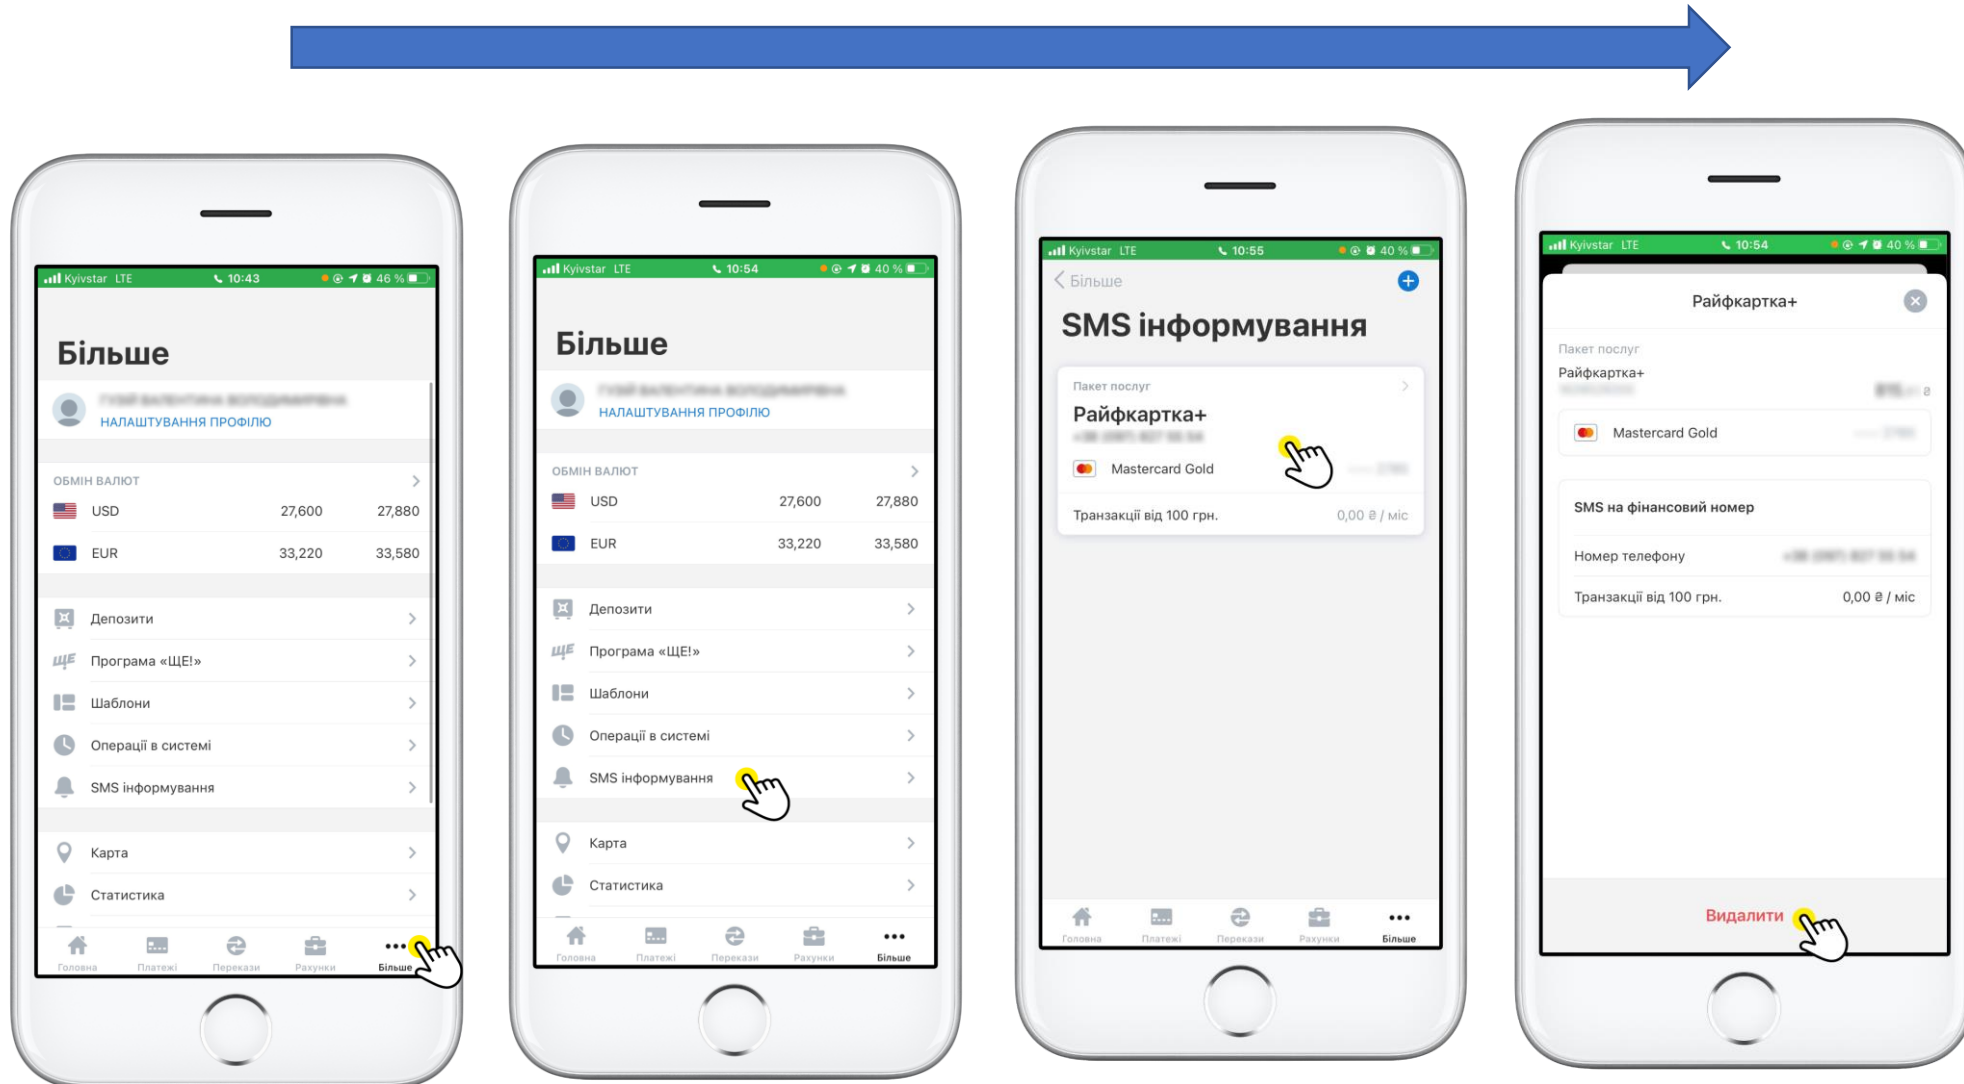 Kyivstar LTE 10:43 46 %
Більше
НАЛАШТУВАННЯ ПРОФІЛЮ
ОБМІН ВАЛЮТ
USD 27,600 27,880
EUR 33,220 33,580
Депозити
ЩЕ Програма «ЩЕ!»
Шаблони
Операції в системі
SMS інформування
Карта
Статистика
Головна Платежі Перекази Рахунки Більше
Kyivstar LTE 10:54 40 %
Більше
НАЛАШТУВАННЯ ПРОФІЛЮ
ОБМІН ВАЛЮТ
USD 27,600 27,880
EUR 33,220 33,580
Депозити
ЩЕ Програма «ЩЕ!»
Шаблони
Операції в системі
SMS інформування
Карта
Статистика
Головна Платежі Перекази Рахунки Більше
Kyivstar LTE 10:55 40 %
Більше
SMS інформування
Пакет послуг
Райфкартка+
Mastercard Gold
Транзакції від 100 грн. 0,00 ₴ / міс
Головна Платежі Перекази Рахунки Більше
Kyivstar LTE 10:54 40 %
Райфкартка+
Пакет послуг
Райфкартка+
₴
Mastercard Gold
SMS на фінансовий номер
Номер телефону
Транзакції від 100 грн. 0,00 ₴ / міс
Видалити